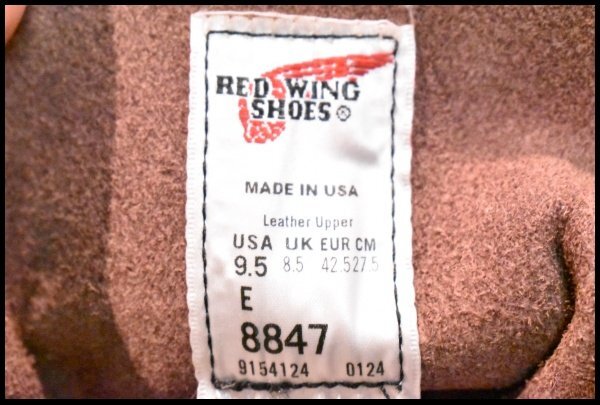 RED WING
SHOES®
MADE IN USA
Leather Upper
USA UK EUR CM
9.5 8.5 42.5 27.5
E
8847
9154124 0124